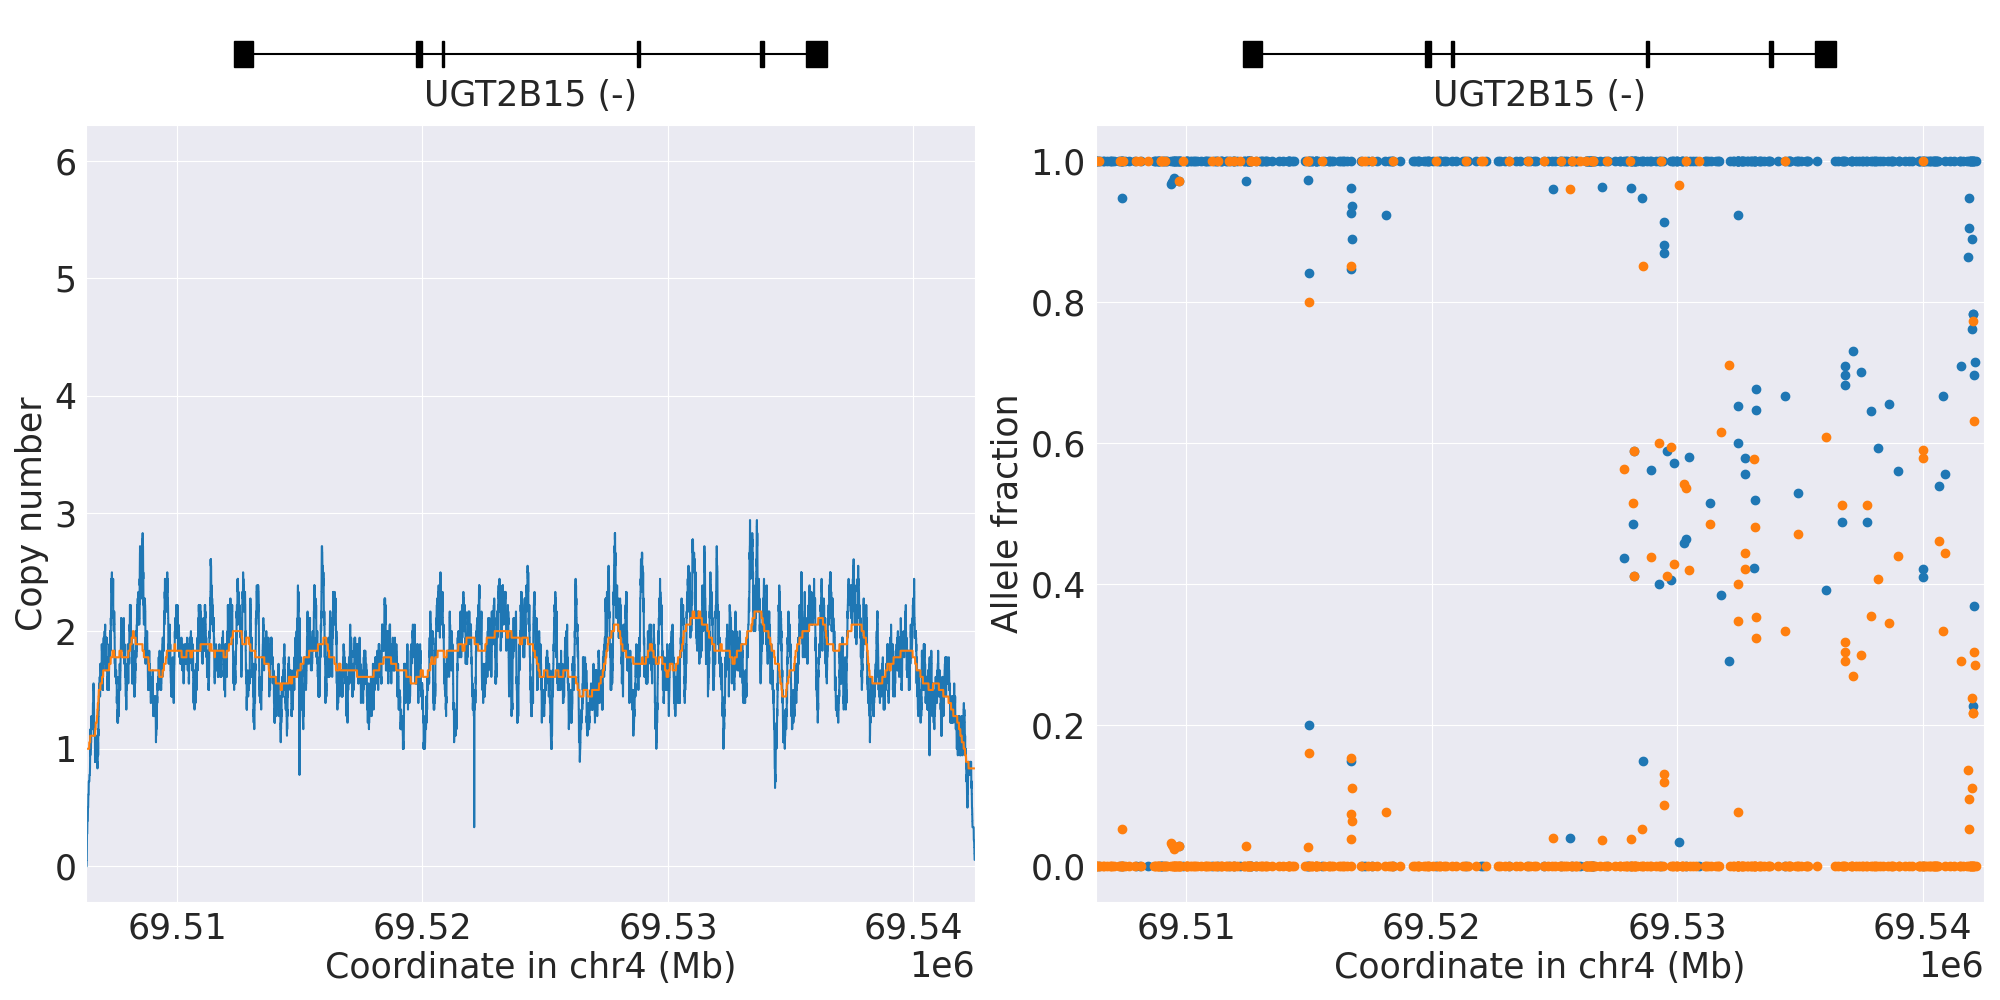 UGT2B15 (-)
UGT2B15 (-)
Copy number
6
5
4
3
2
1
0
69.51 69.52 69.53 69.54
Coordinate in chr4 (Mb) 1e6
Allele fraction
1.0
0.8
0.6
0.4
0.2
0.0
69.51 69.52 69.53 69.54
Coordinate in chr4 (Mb) 1e6